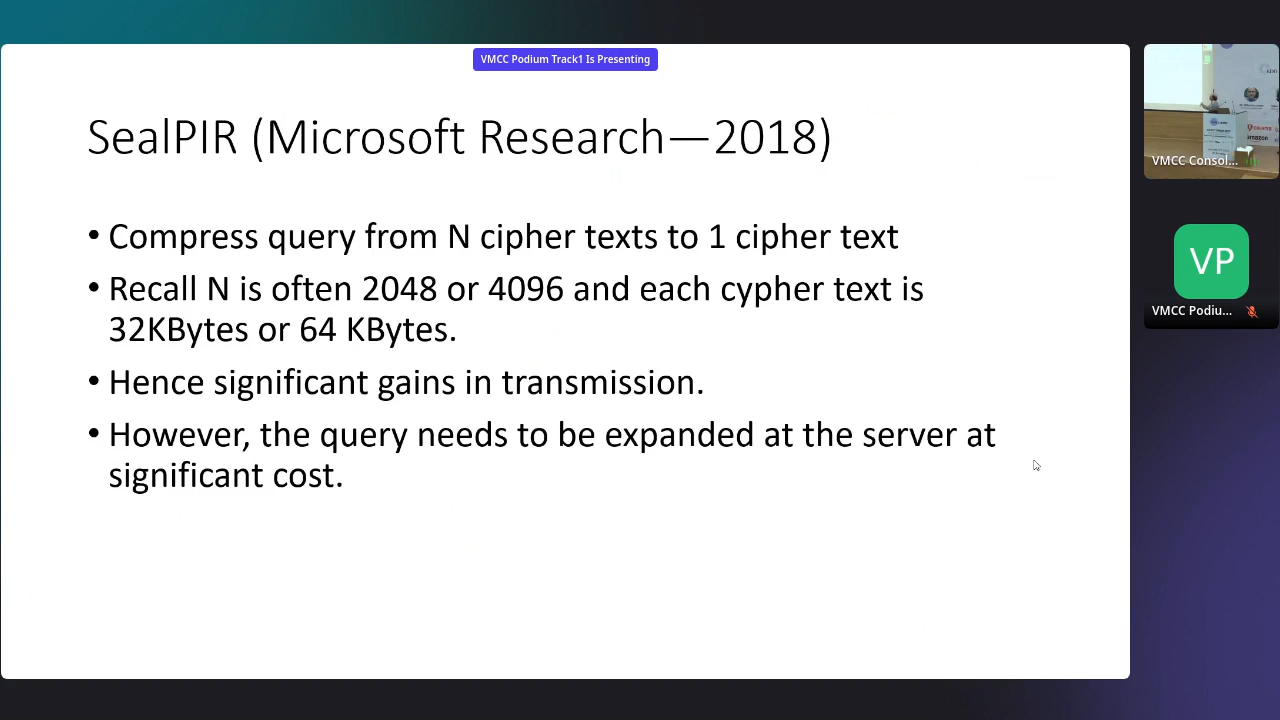 VMCC Podium Track1 Is Presenting
SealPIR (Microsoft Research—2018)
• Compress query from N cipher texts to 1 cipher text
• Recall N is often 2048 or 4096 and each cypher text is
32KBytes or 64 KBytes.
• Hence significant gains in transmission.
• However, the query needs to be expanded at the server at
significant cost.
amazon
VMCC Consol...
VP
VMCC Podiu...